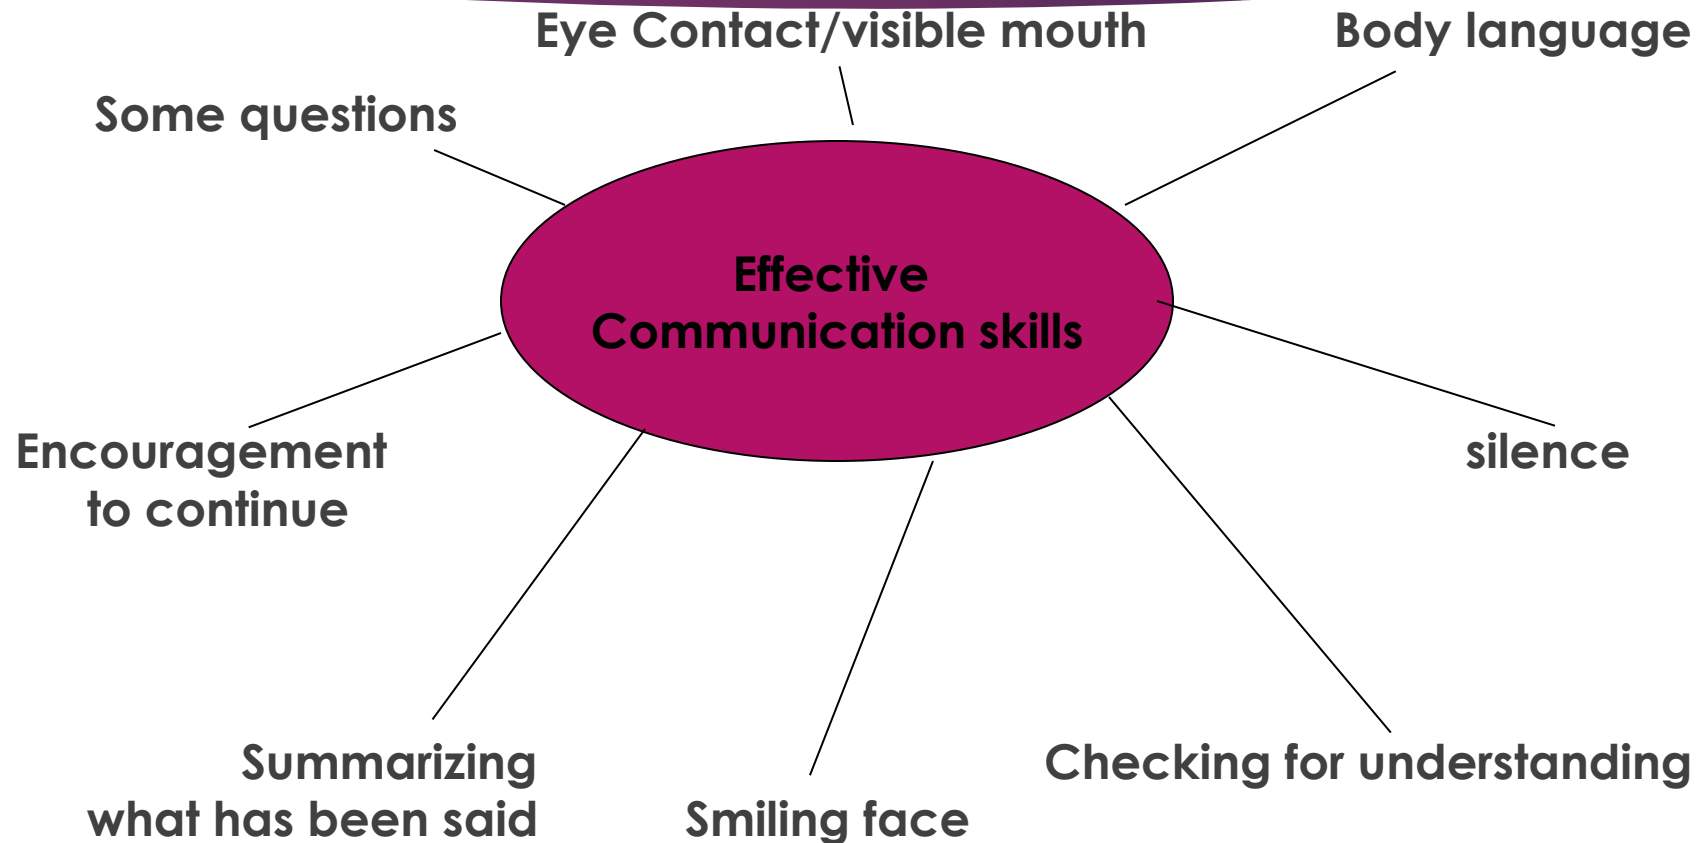 Eye Contact/visible mouth
Body language
Some questions
Effective
Communication skills
Encouragement
to continue
silence
Summarizing
what has been said
Smiling face
Checking for understanding